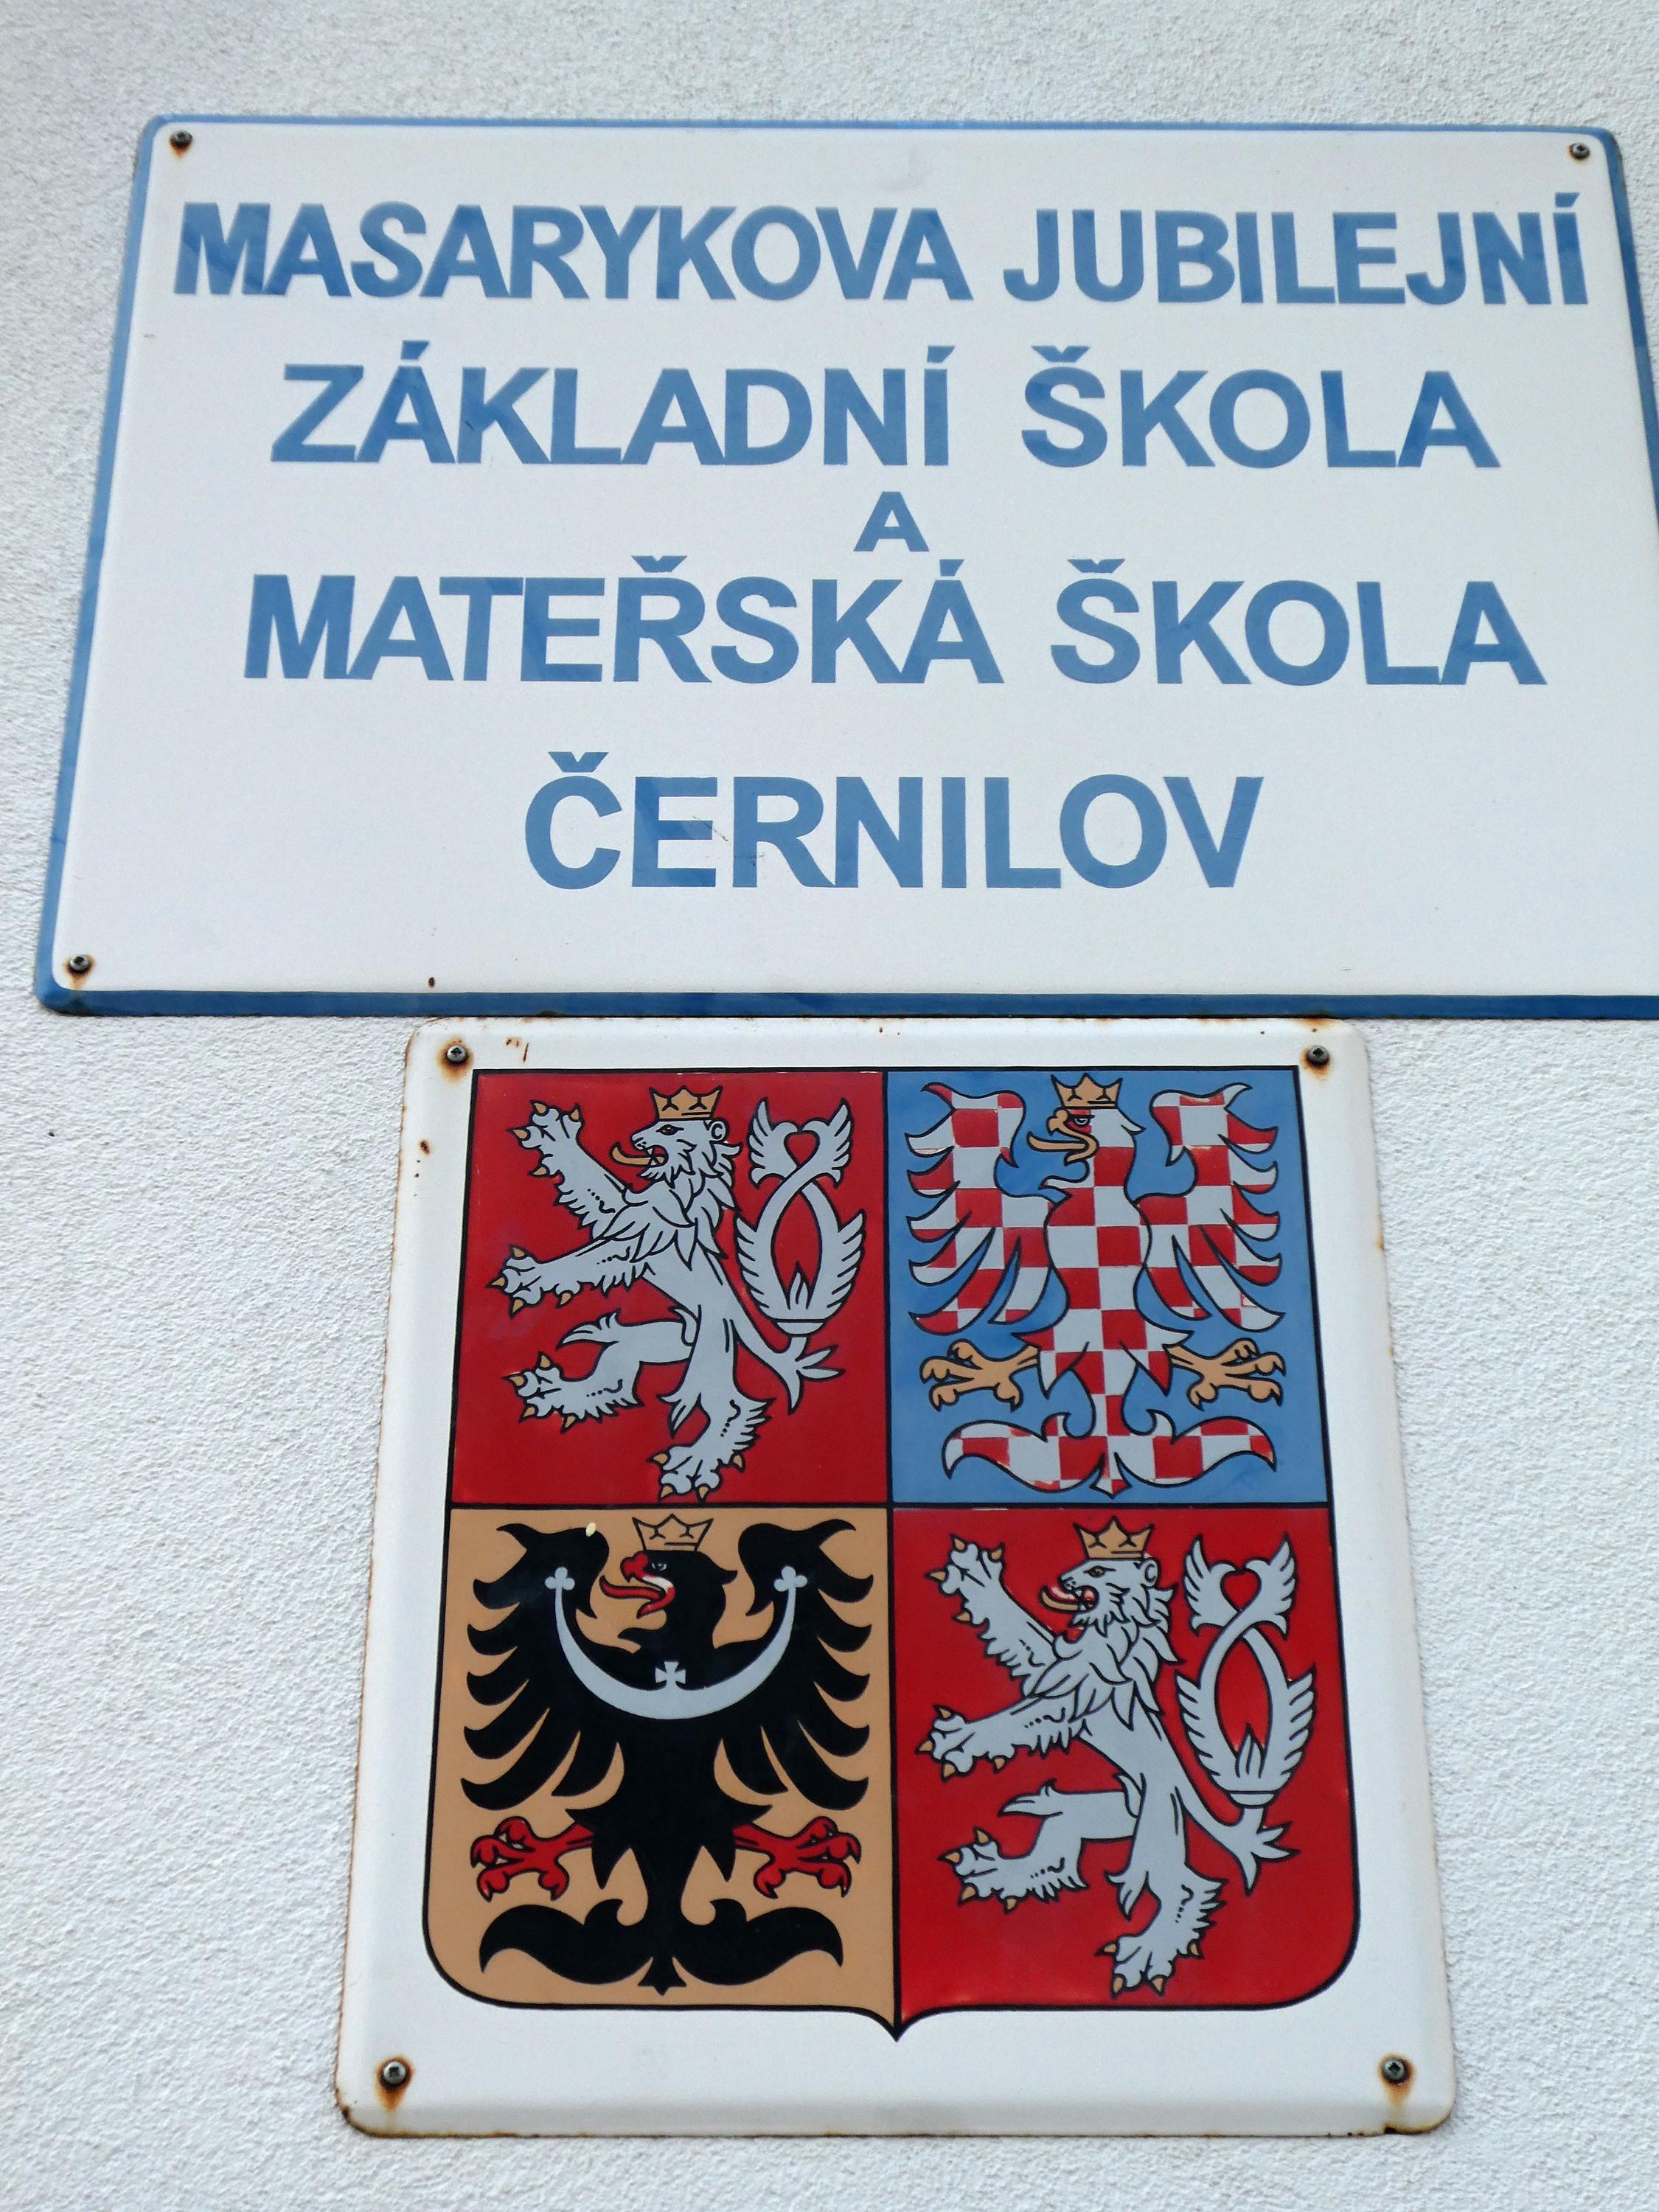 MASARYKOVA JUBILEJNÍ
ZÁKLADNÍ ŠKOLA
A
MATEŘSKÁ ŠKOLA
ČERNILOV